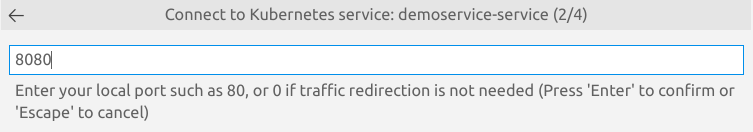 Connect to Kubernetes service: demoservice-service (2/4)
8080
Enter your local port such as 80, or 0 if traffic redirection is not needed (Press 'Enter' to confirm or
'Escape' to cancel)